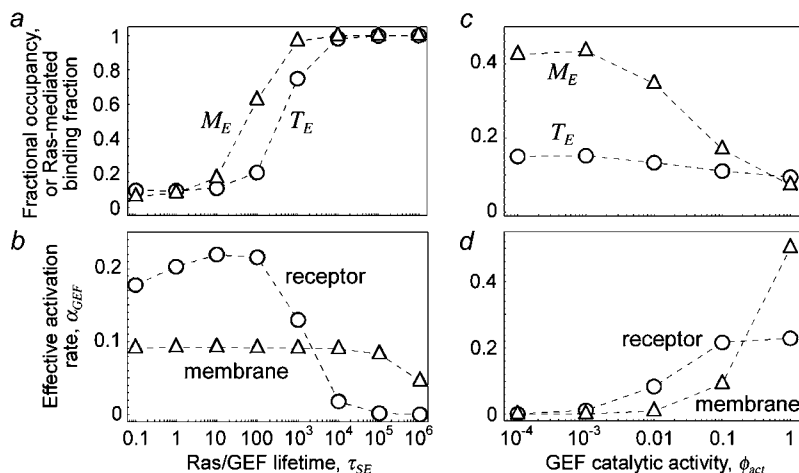 a
Fractional occupancy,
or Ras-mediated
binding fraction
1
0.8
0.6
0.4
0.2
0
M_E
T_E
c
0.4
0.2
0
M_E
T_E
b
Effective activation
rate, α_GEF
0.2
0.1
0
receptor
membrane
0.1 1 10 100 10^3 10^4 10^5 10^6
Ras/GEF lifetime, τ_SE
d
0.4
0.2
0
receptor
membrane
10^-4 10^-3 0.01 0.1 1
GEF catalytic activity, ϕ_act